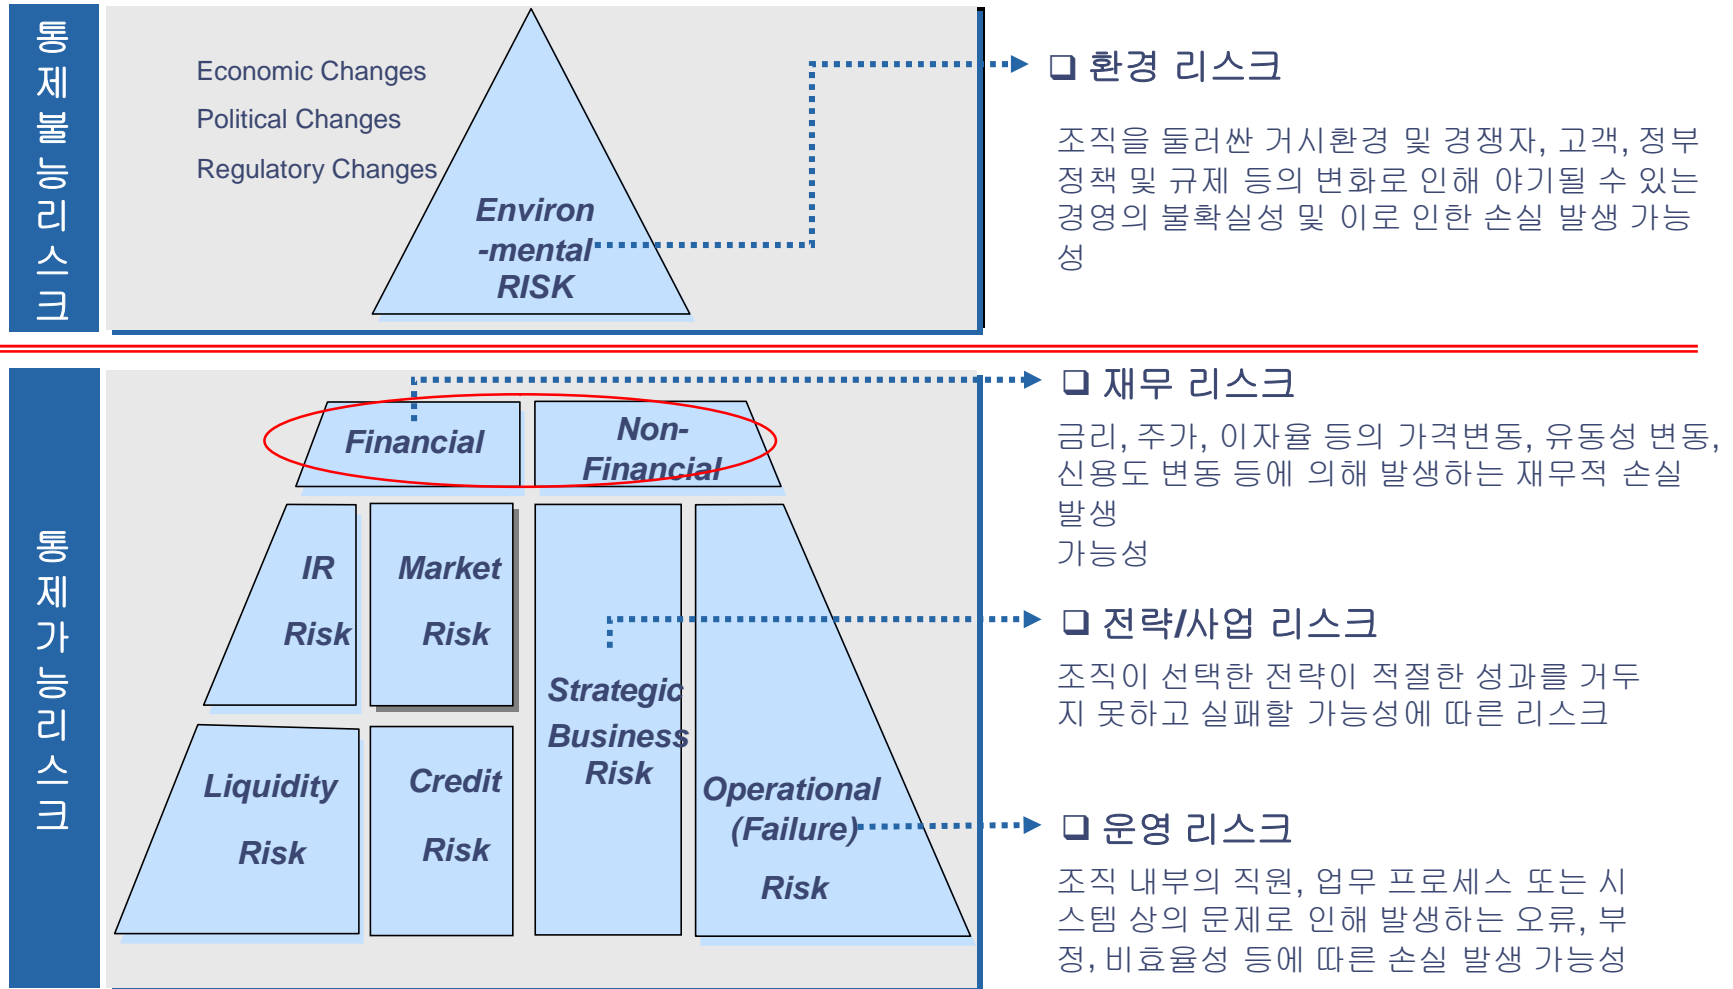 통제불능리스크
Economic Changes
Political Changes
Regulatory Changes
Environ
-mental
RISK
❑ 환경 리스크
조직을 둘러싼 거시환경 및 경쟁자, 고객, 정부
정책 및 규제 등의 변화로 인해 야기될 수 있는
경영의 불확실성 및 이로 인한 손실 발생 가능
성
통제가능리스크
Financial
Non-
Financial
IR
Risk
Market
Risk
Liquidity
Risk
Credit
Risk
Strategic
Business
Risk
Operational
(Failure)
Risk
❑ 재무 리스크
금리, 주가, 이자율 등의 가격변동, 유동성 변동,
신용도 변동 등에 의해 발생하는 재무적 손실
발생
가능성
❑ 전략/사업 리스크
조직이 선택한 전략이 적절한 성과를 거두
지 못하고 실패할 가능성에 따른 리스크
❑ 운영 리스크
조직 내부의 직원, 업무 프로세스 또는 시
스템 상의 문제로 인해 발생하는 오류, 부
정, 비효율성 등에 따른 손실 발생 가능성